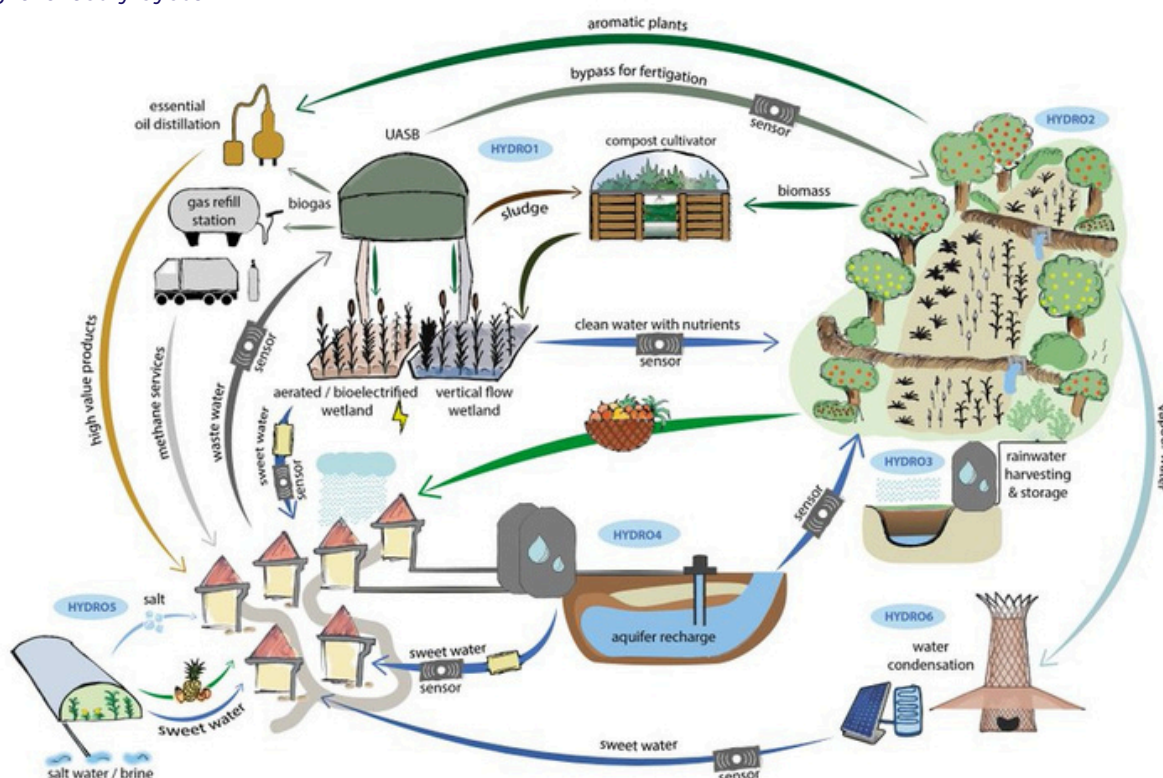 aromatic plants
bypass for fertigation
sensor
essential
oil distillation
UASB
HYDRO1
compost cultivator
HYDRO2
gas refill
station
biogas
sludge
biomass
high value products
methane services
waste water
sensor
clean water with nutrients
sensor
aerated / bioelectrified
wetland
vertical flow
wetland
sweet water
sensor
HYDRO3
rainwater
harvesting
& storage
sensor
HYDRO4
aquifer recharge
HYDRO5
salt
sweet water
sensor
HYDRO6
water
condensation
sweet water
salt water / brine
sweet water
sensor